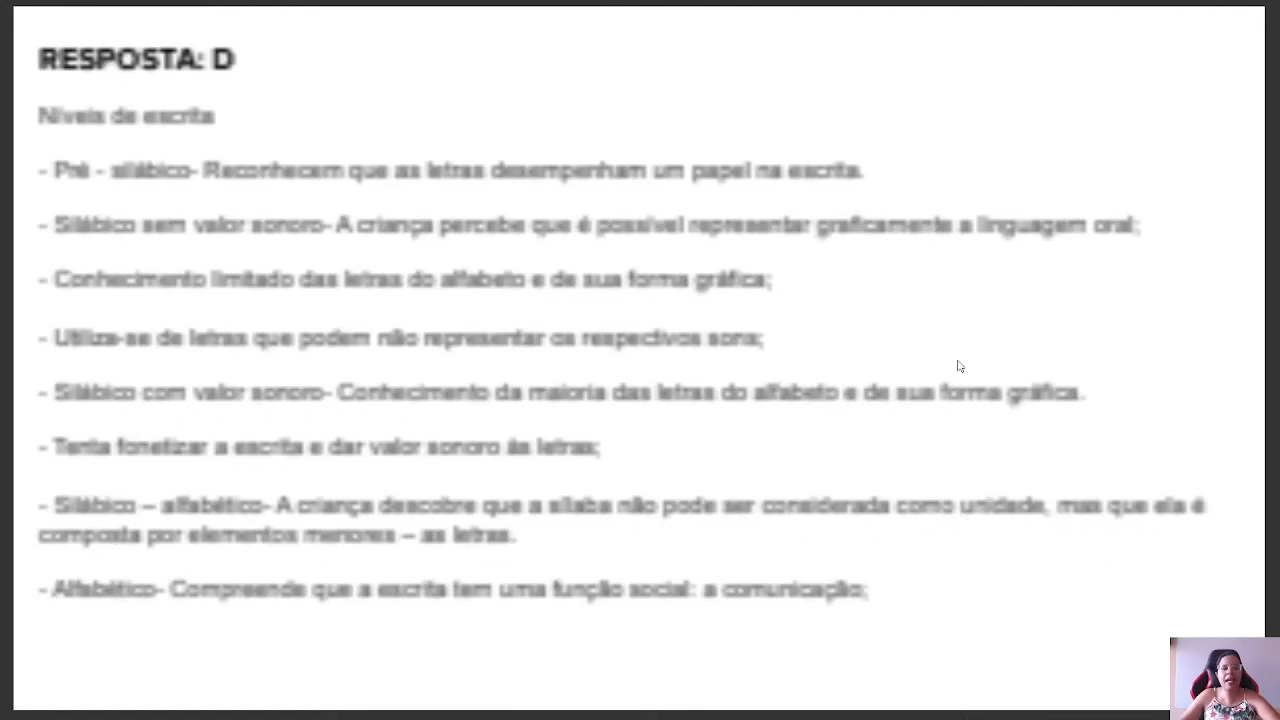 RESPOSTA: D
Níveis de escrita
- Pré - silábico- Reconhecem que as letras desempenham um papel na escrita.
- Silábico sem valor sonoro- A criança percebe que é possível representar graficamente a linguagem oral;
- Conhecimento limitado das letras do alfabeto e de sua forma gráfica;
- Utiliza-se de letras que podem não representar os respectivos sons;
- Silábico com valor sonoro- Conhecimento da maioria das letras do alfabeto e de sua forma gráfica.
- Tenta fonetizar a escrita e dar valor sonoro às letras;
- Silábico – alfabético- A criança descobre que a sílaba não pode ser considerada como unidade, mas que ela é
composta por elementos menores – as letras.
- Alfabético- Compreende que a escrita tem uma função social: a comunicação;